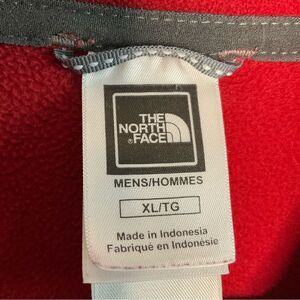 THE
NORTH
FACE
MENS/HOMMES
XL/TG
Made in Indonesia
Fabriqué en Indonésie